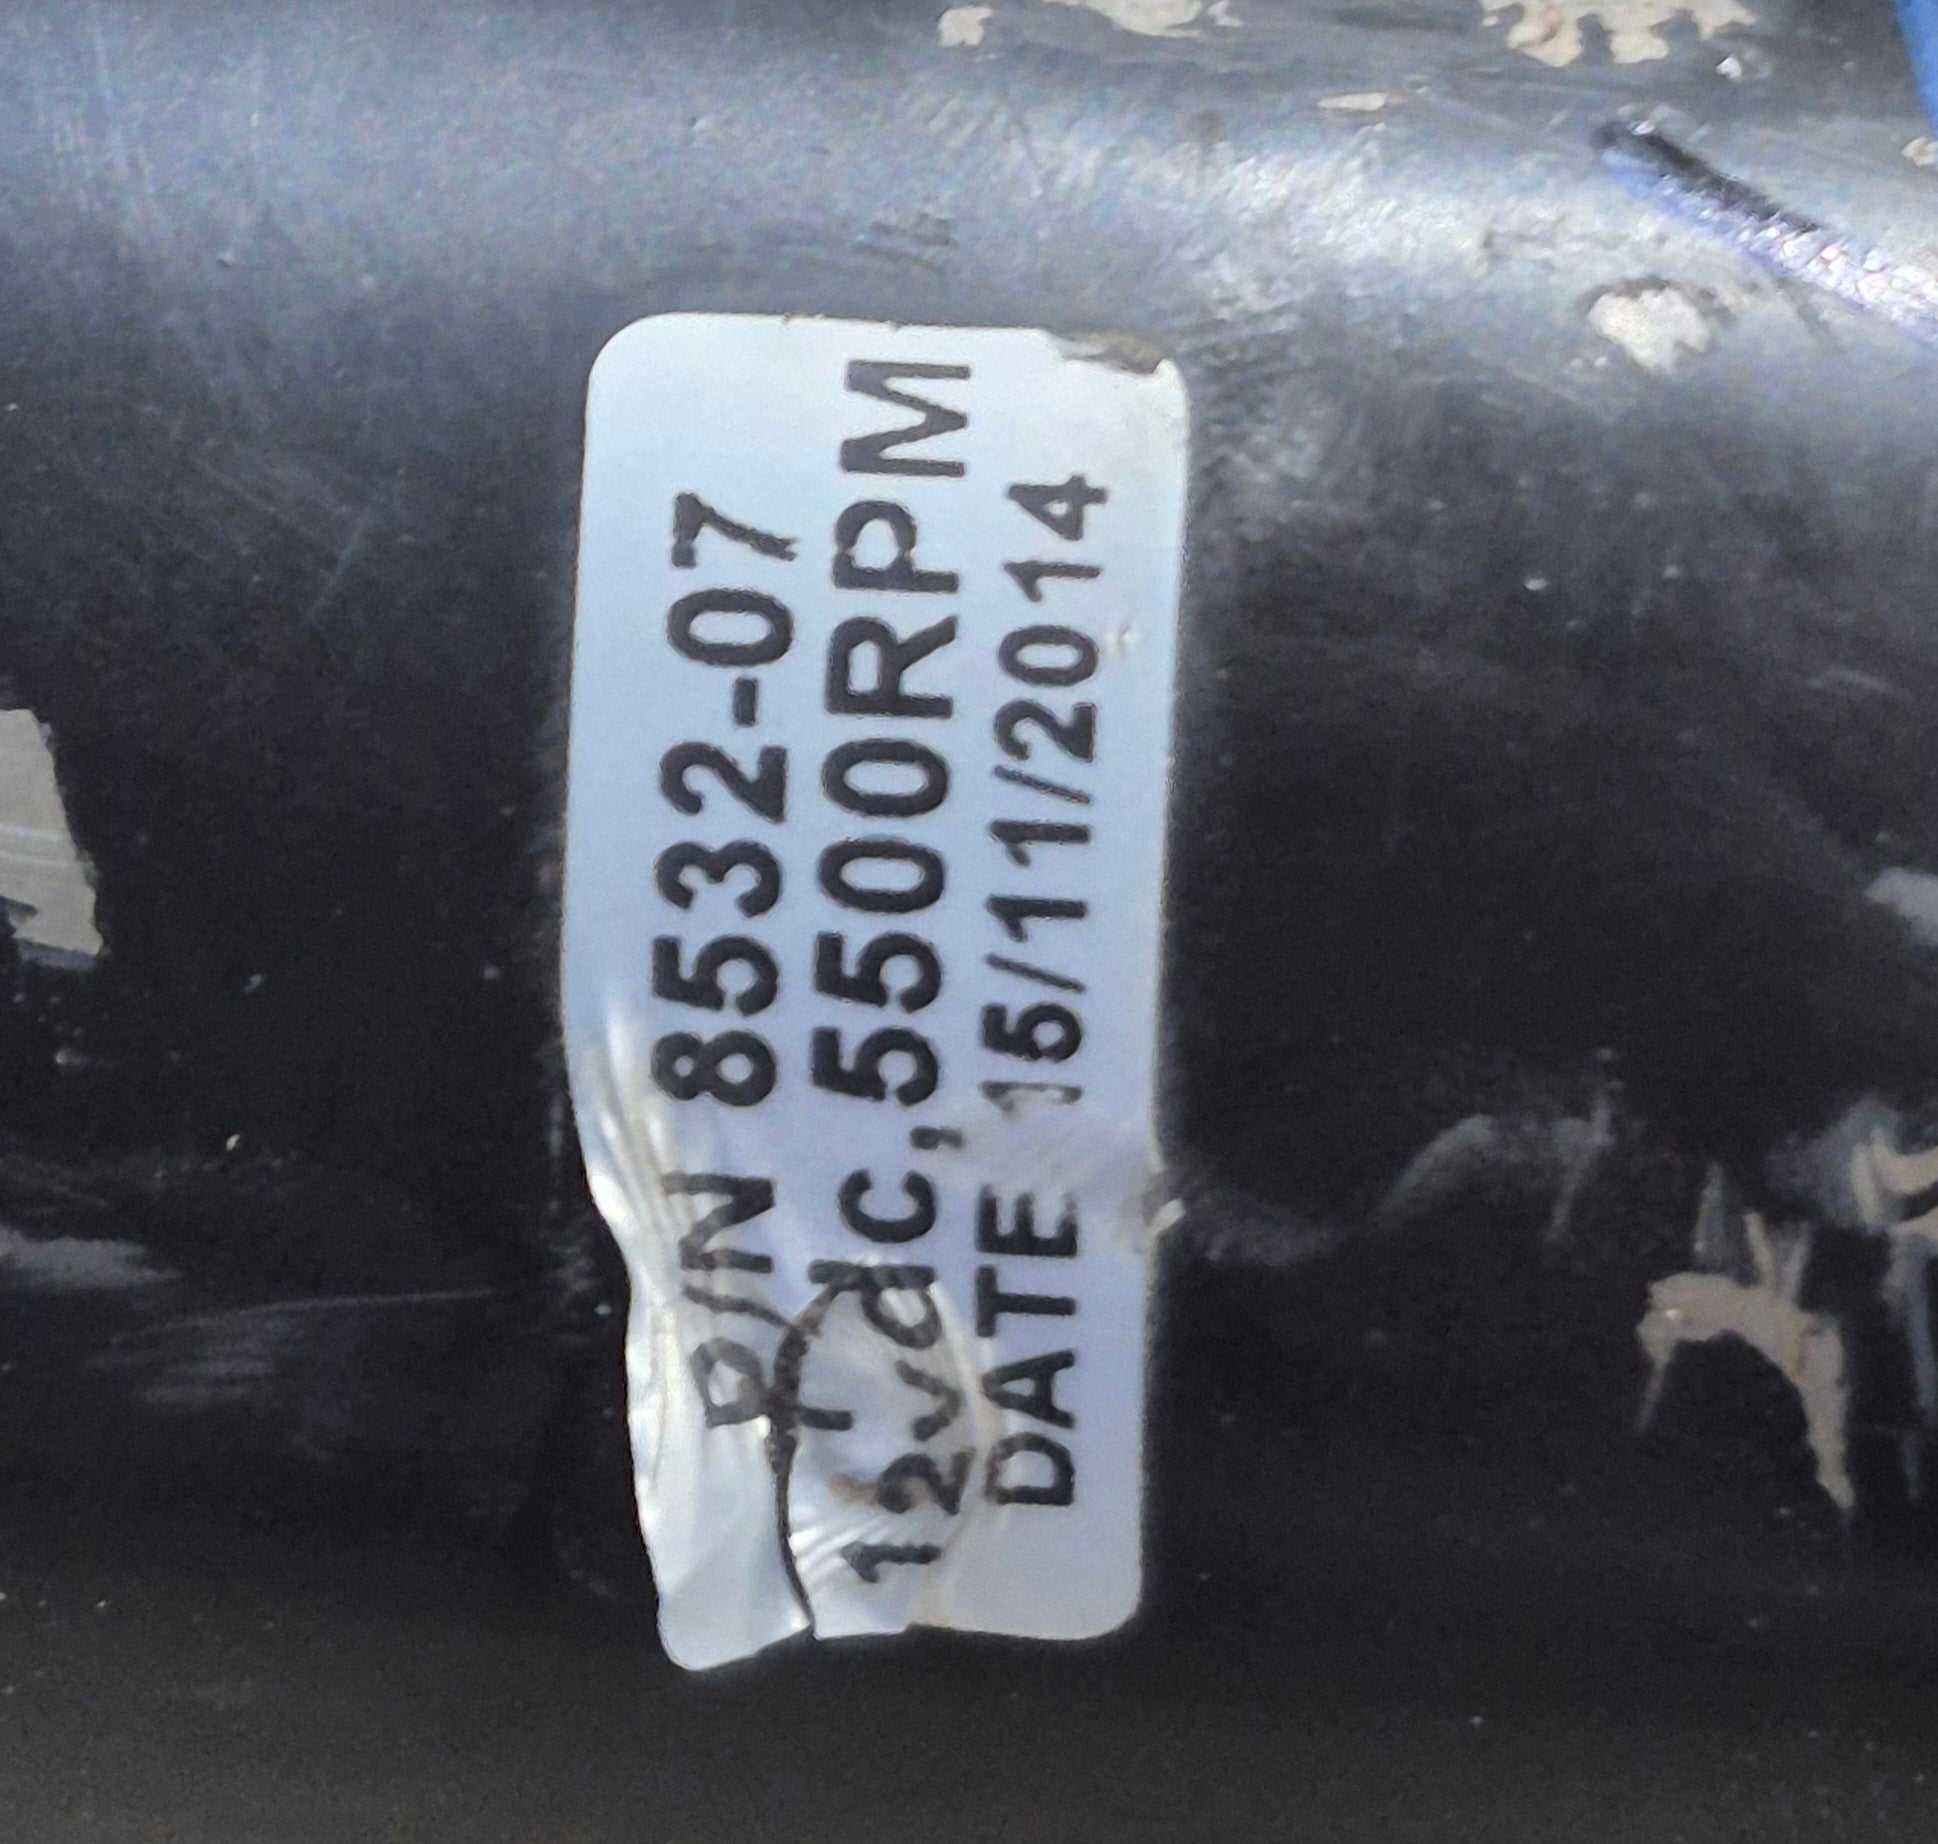 P/N 8532-07
12vdc, 5500RPM
DATE 15/11/2014